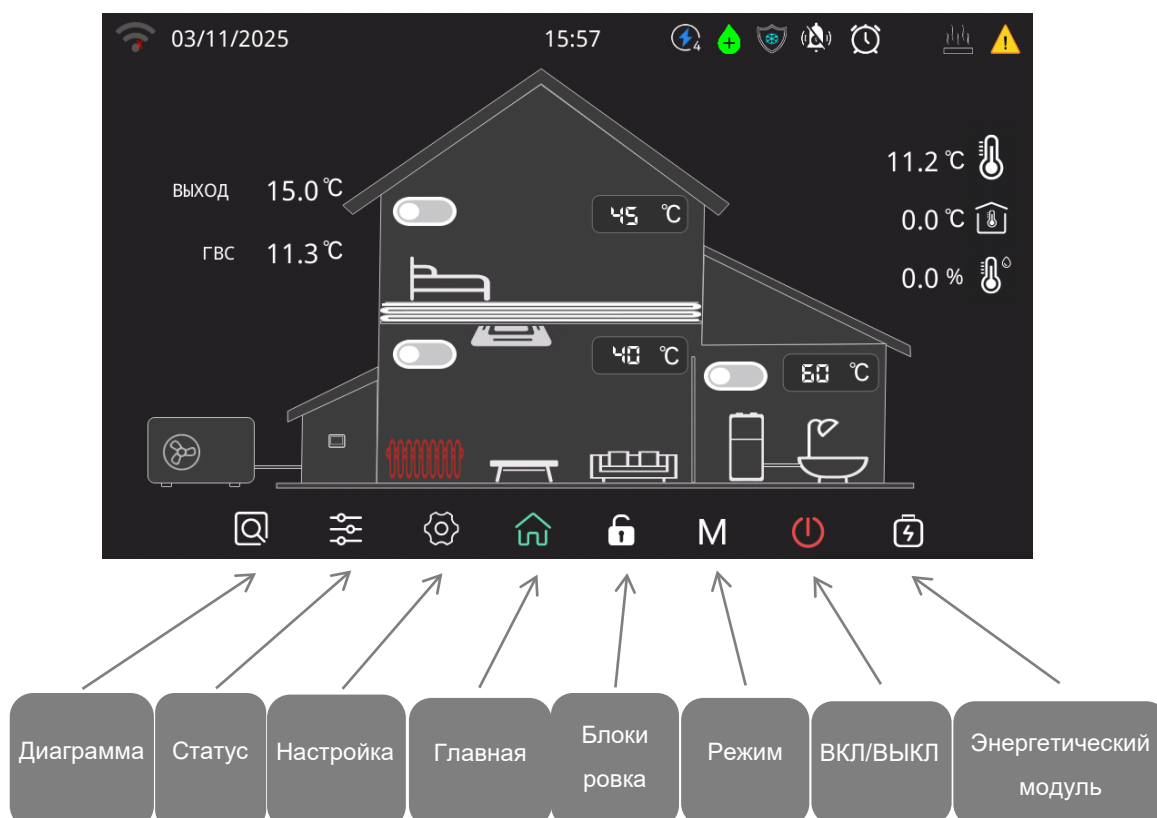 03/11/2025 15:57 4
11.2 ℃
ВЫХОД 15.0 ℃
45 ℃
0.0 ℃
ГВС 11.3 ℃
0.0 %
40 ℃
60 ℃
M
Диаграмма
Статус
Настройка
Главная
Блоки
ровка
Режим
ВКЛ/ВЫКЛ
Энергетический
модуль